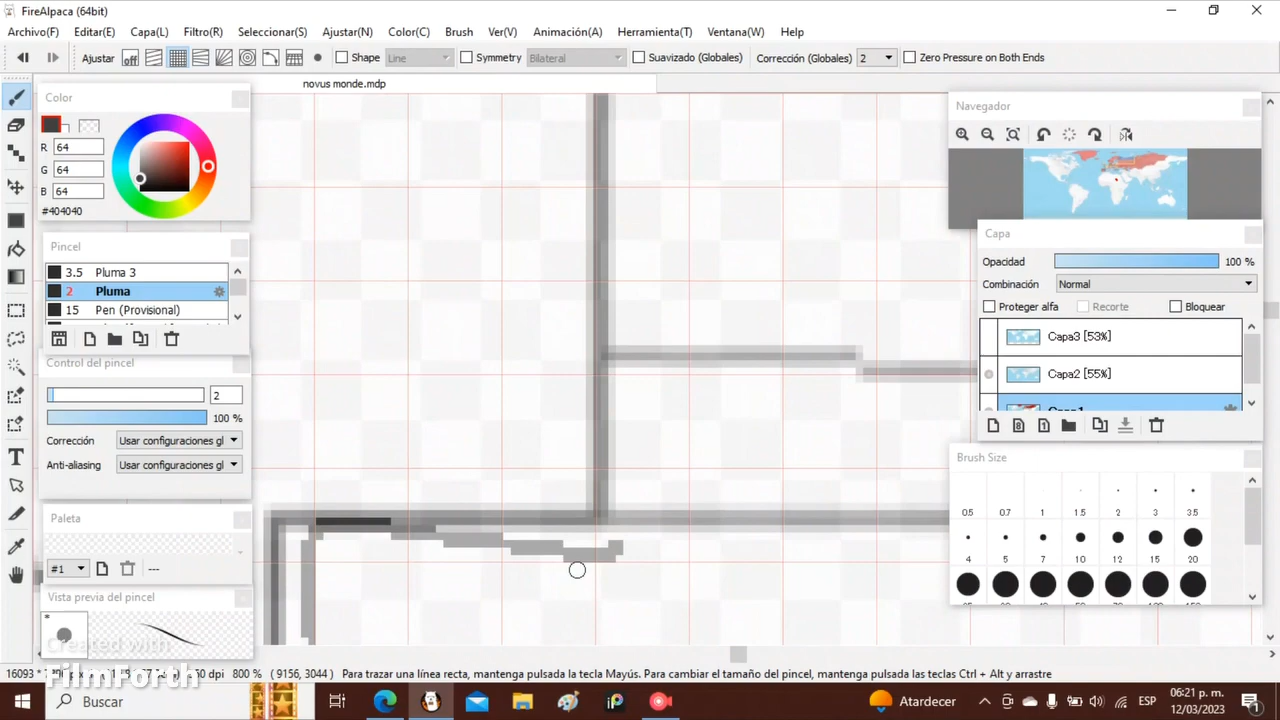 FireAlpaca (64bit)
Archivo(F) Editar(E) Capa(L) Filtro(R) Seleccionar(S) Ajustar(N) Color(C) Brush Ver(V) Animación(A) Herramienta(T) Ventana(W) Help
Ajustar off Shape Line Symmetry Bilateral Suavizado (Globales) Corrección (Globales) 2 Zero Pressure on Both Ends
novus monde.mdp
Color
R 64
G 64
B 64
#404040
Pincel
3.5 Pluma 3
2 Pluma
15 Pen (Provisional)
Control del pincel
2
100 %
Corrección Usar configuraciones gl
Anti-aliasing Usar configuraciones gl
Paleta
#1 ---
Vista previa del pincel
Navegador
Capa
Opacidad 100 %
Combinación Normal
Proteger alfa Recorte Bloquear
Capa3 [53%]
Capa2 [55%]
Brush Size
0.5 0.7 1 1.5 2 3 3.5
4 5 7 10 12 15 20
Created with
FilmForth
800 % ( 9156, 3044 ) Para trazar una línea recta, mantenga pulsada la tecla Mayús. Para cambiar el tamaño del pincel, mantenga pulsadas las teclas Ctrl + Alt y arrastre
Buscar
Atardecer
ESP
06:21 p. m.
12/03/2023
1